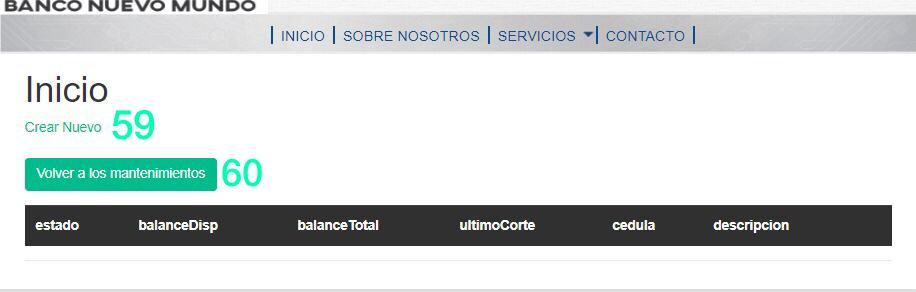 BANCO NUEVO MUNDO
INICIO SOBRE NOSOTROS SERVICIOS CONTACTO
Inicio
Crear Nuevo 59
Volver a los mantenimientos 60
estado balanceDisp balanceTotal ultimoCorte cedula descripcion